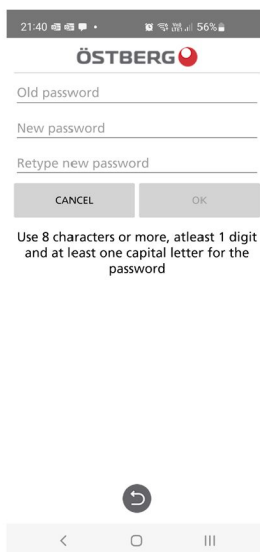 21:40 56%
ÖSTBERG
Old password
New password
Retype new password
CANCEL OK
Use 8 characters or more, atleast 1 digit
and at least one capital letter for the
password